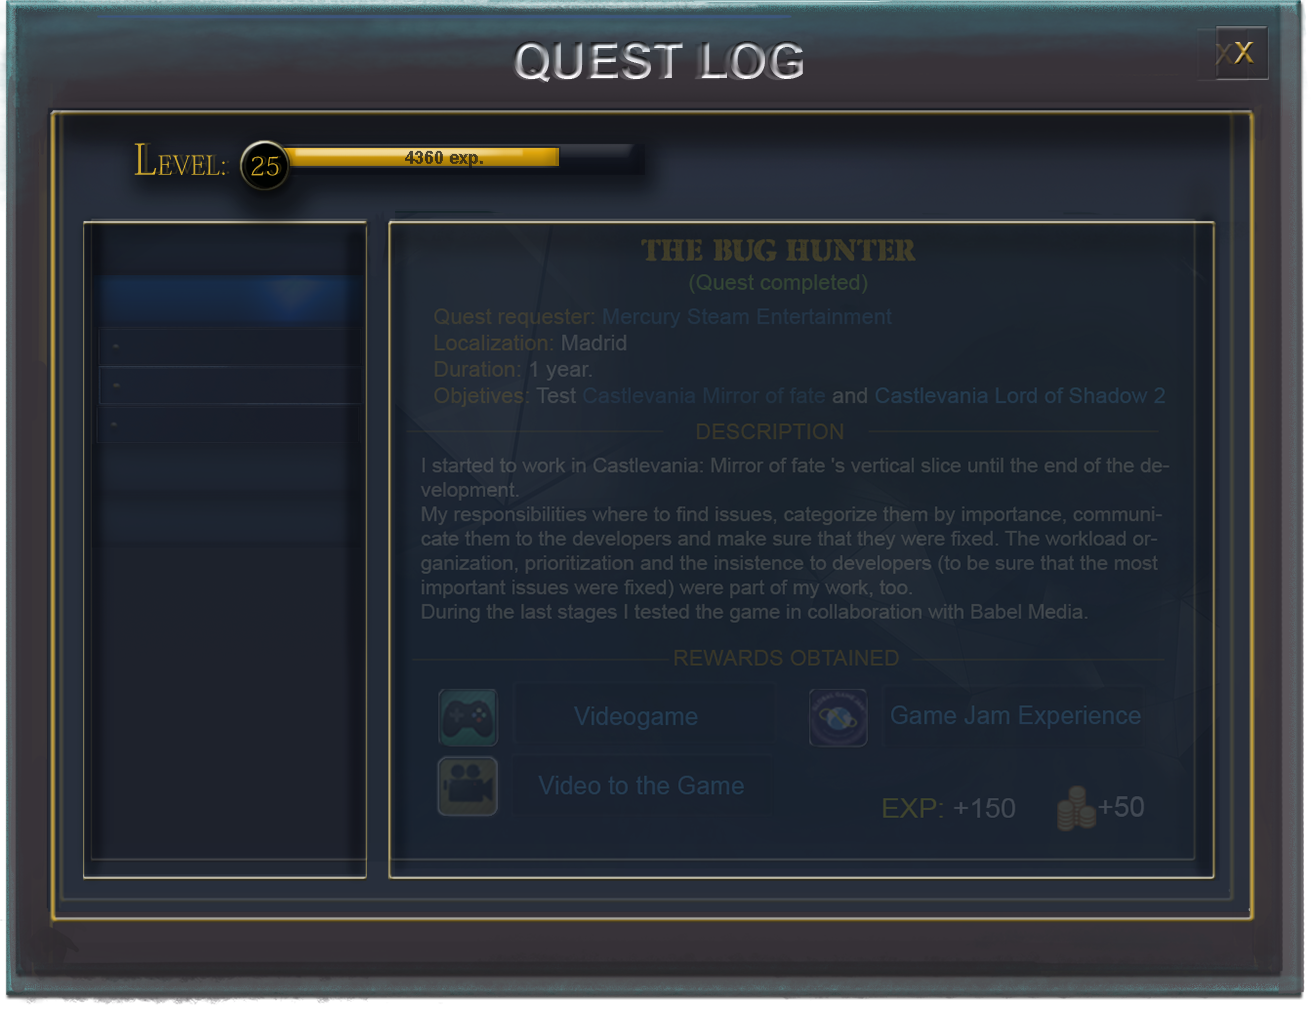 QUEST LOG
X
LEVEL: 25
4360 exp.
THE BUG HUNTER
(Quest completed)
Quest requester: Mercury Steam Entertainment
Localization: Madrid
Duration: 1 year.
Objetives: Test Castlevania Mirror of fate and Castlevania Lord of Shadow 2
DESCRIPTION
I started to work in Castlevania: Mirror of fate 's vertical slice until the end of the de-
velopment.
My responsibilities where to find issues, categorize them by importance, communi-
cate them to the developers and make sure that they were fixed. The workload or-
ganization, prioritization and the insistence to developers (to be sure that the most
important issues were fixed) were part of my work, too.
During the last stages I tested the game in collaboration with Babel Media.
REWARDS OBTAINED
Videogame
Game Jam Experience
Video to the Game
EXP: +150
+50